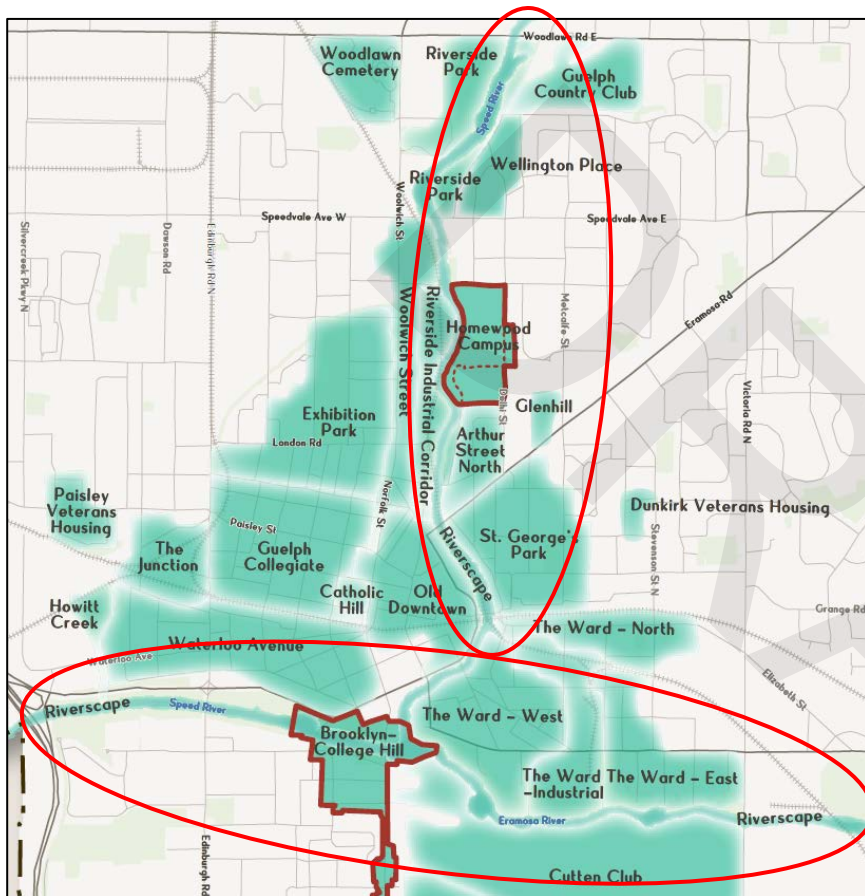 Woodlawn Rd E
Woodlawn
Cemetery
Riverside
Park
Guelph
Country Club
Speed River
Wellington Place
Riverside
Park
Woolwich St
Speedvale Ave W
Speedvale Ave E
Silvercreek Pkwy N
Dawson Rd
Edinburgh Rd N
Woolwich Street
Riverside Industrial Corridor
Homewood
Campus
Metcalfe St
Eramosa Rd
Victoria Rd N
Delhi St
Glenhill
Exhibition
Park
London Rd
Arthur
Street
North
Norfolk St
Paisley
Veterans
Housing
Paisley St
The
Junction
Guelph
Collegiate
Riverscape
St. George's
Park
Dunkirk Veterans Housing
Stevenson St N
Catholic
Hill
Old
Downtown
Howitt
Creek
Grange Rd
The Ward - North
Waterloo Avenue
Waterloo Ave
Elizabeth St
Riverscape
Speed River
The Ward - West
Brooklyn-
College Hill
The Ward
-Industrial
The Ward - East
Eramosa River
Riverscape
Edinburgh Rd
Cutten Club